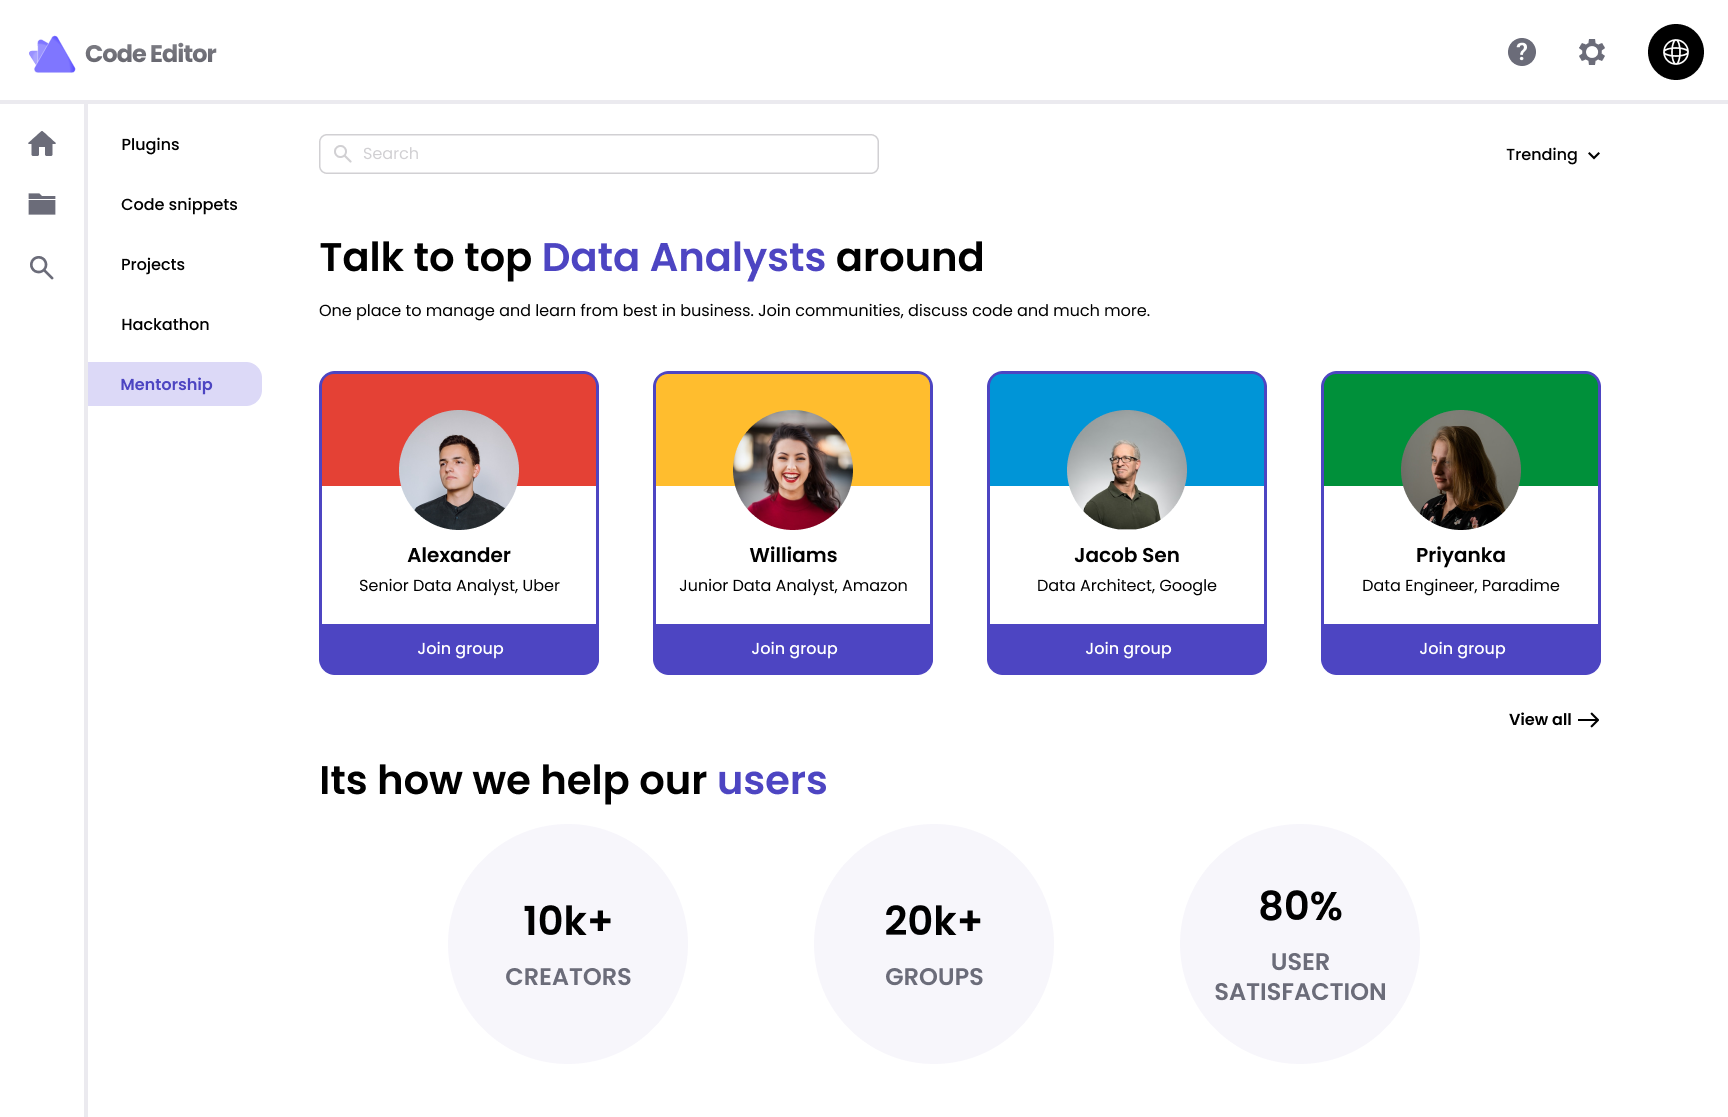 Code Editor
Plugins
Code snippets
Projects
Hackathon
Mentorship
Search
Trending
Talk to top Data Analysts around
One place to manage and learn from best in business. Join communities, discuss code and much more.
Alexander
Senior Data Analyst, Uber
Join group
Williams
Junior Data Analyst, Amazon
Join group
Jacob Sen
Data Architect, Google
Join group
Priyanka
Data Engineer, Paradime
Join group
View all
Its how we help our users
10k+
CREATORS
20k+
GROUPS
80%
USER
SATISFACTION